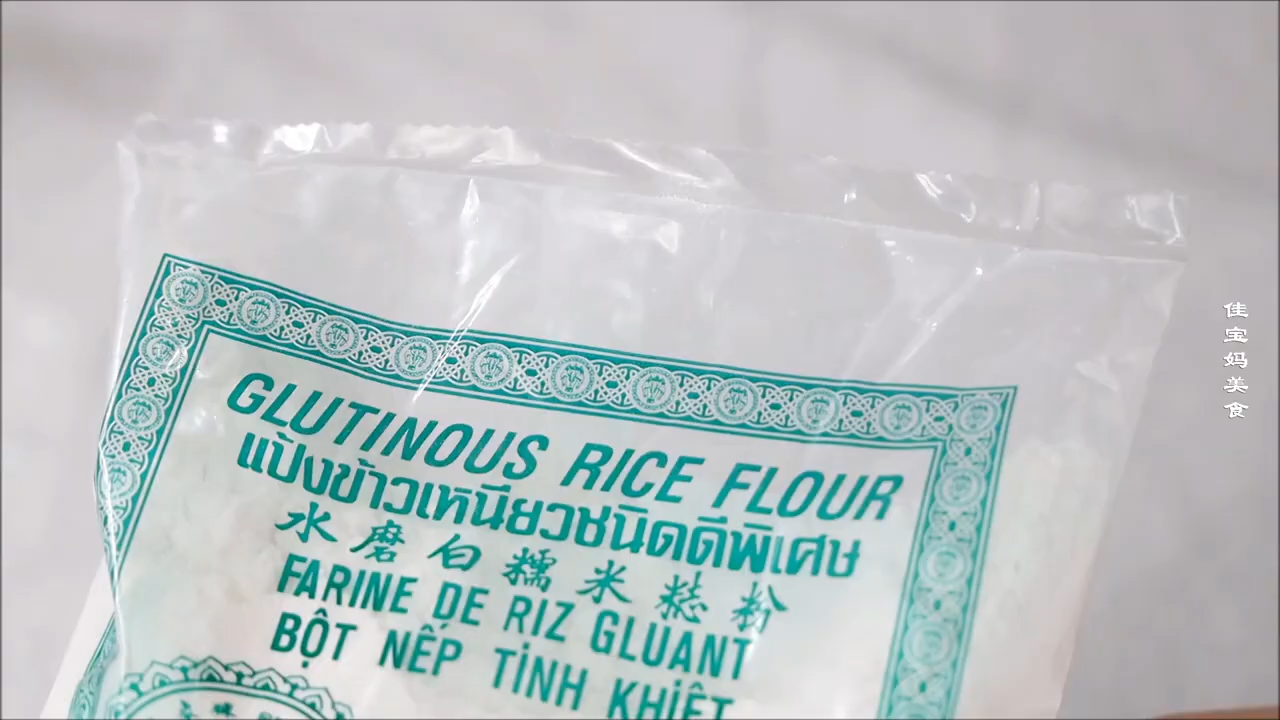 GLUTINOUS RICE FLOUR
แป้งข้าวเหนียวชนิดดีพิเศษ
水磨白糯米粉
FARINE DE RIZ GLUANT
BỘT NẾP TINH KHIẾT
佳宝妈美食